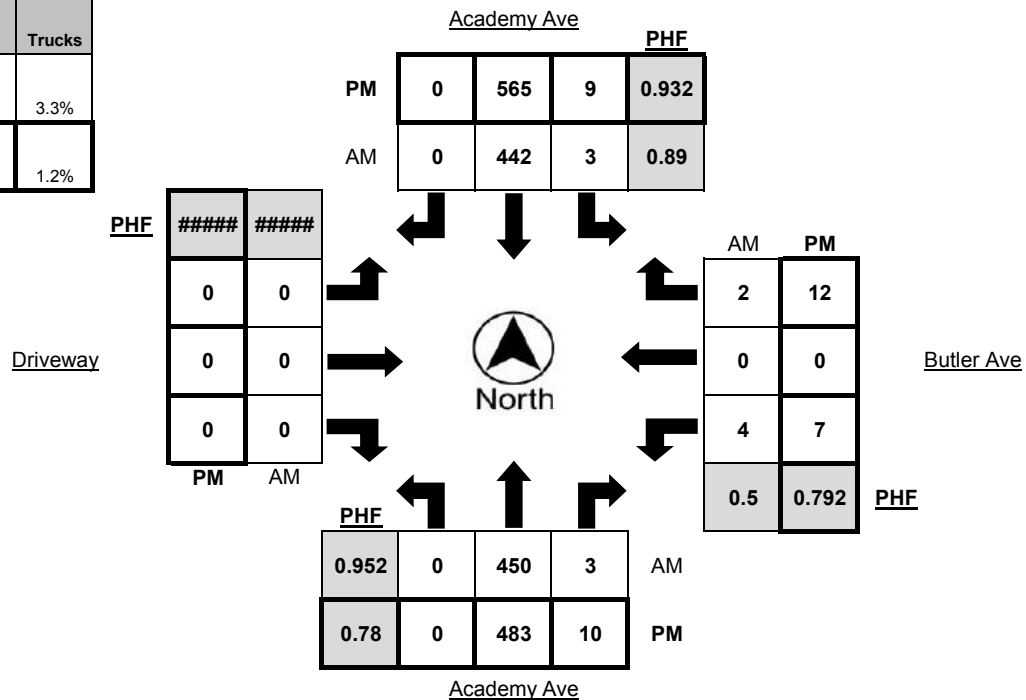 Academy Ave
Trucks
PHF
PM 0 565 9 0.932
3.3%
AM 0 442 3 0.89
1.2%
PHF ##### #####
AM PM
0 0
2 12
Driveway
0 0
North
0 0
Butler Ave
0 0
4 7
PM AM
0.5 0.792 PHF
PHF
0.952 0 450 3 AM
0.78 0 483 10 PM
Academy Ave